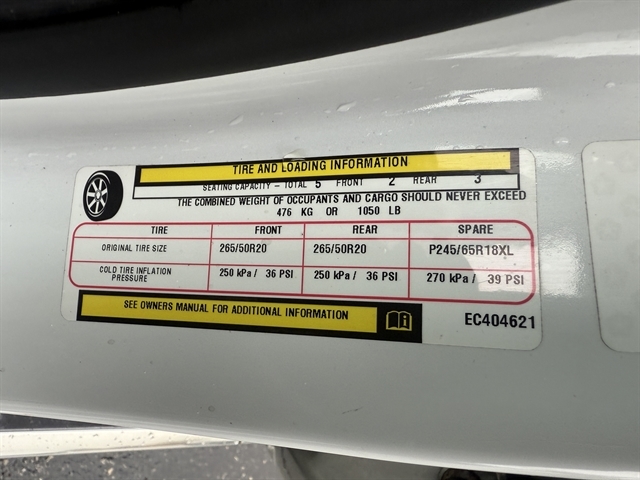 TIRE AND LOADING INFORMATION
SEATING CAPACITY – TOTAL 5 FRONT 2 REAR 3
THE COMBINED WEIGHT OF OCCUPANTS AND CARGO SHOULD NEVER EXCEED
476 KG OR 1050 LB
TIRE FRONT REAR SPARE
ORIGINAL TIRE SIZE 265/50R20 265/50R20 P245/65R18XL
COLD TIRE INFLATION PRESSURE 250 kPa / 36 PSI 250 kPa / 36 PSI 270 kPa / 39 PSI
SEE OWNERS MANUAL FOR ADDITIONAL INFORMATION
EC404621